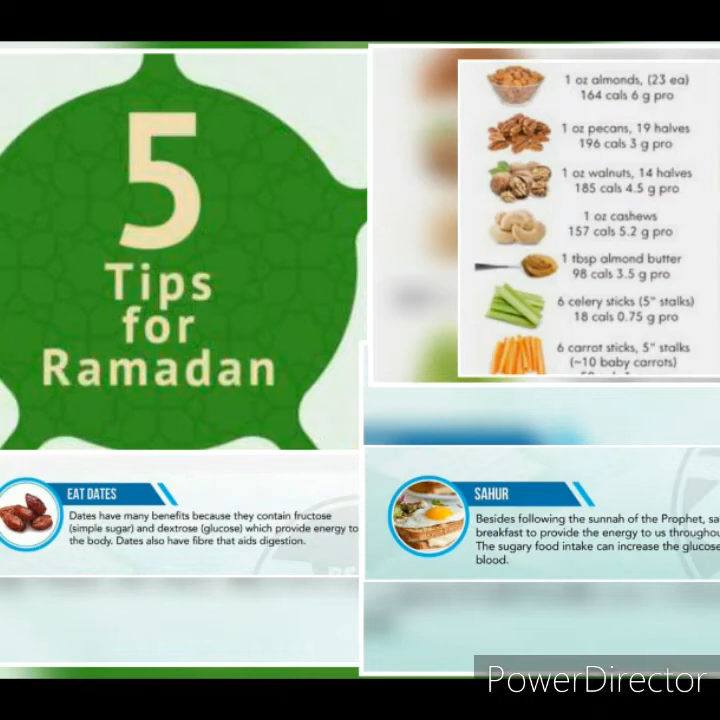 5
Tips
for
Ramadan
1 oz almonds, (23 ea)
164 cals 6 g pro
1 oz pecans, 19 halves
196 cals 3 g pro
1 oz walnuts, 14 halves
185 cals 4.5 g pro
1 oz cashews
157 cals 5.2 g pro
1 tbsp almond butter
98 cals 3.5 g pro
6 celery sticks (5" stalks)
18 cals 0.75 g pro
6 carrot sticks, 5" stalks
(~10 baby carrots)
EAT DATES
Dates have many benefits because they contain fructose
(simple sugar) and dextrose (glucose) which provide energy to
the body. Dates also have fibre that aids digestion.
SAHUR
Besides following the sunnah of the Prophet, sa
breakfast to provide the energy to us throughou
The sugary food intake can increase the glucose
blood.
PowerDirector